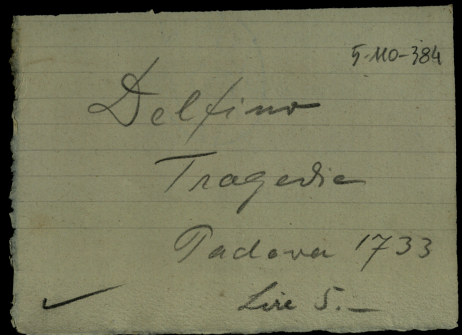 5-110-384
Delfino
Tragedie
Padova 1733
Lire 5.—